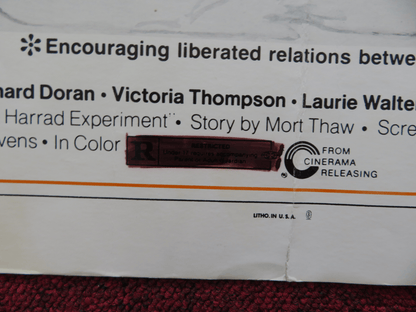 *Encouraging liberated relations betwe
hard Doran • Victoria Thompson • Laurie Walte
Harrad Experiment" • Story by Mort Thaw • Scre
vens • In Color R RESTRICTED
FROM
CINERAMA
RELEASING
LITHO. IN U.S.A.